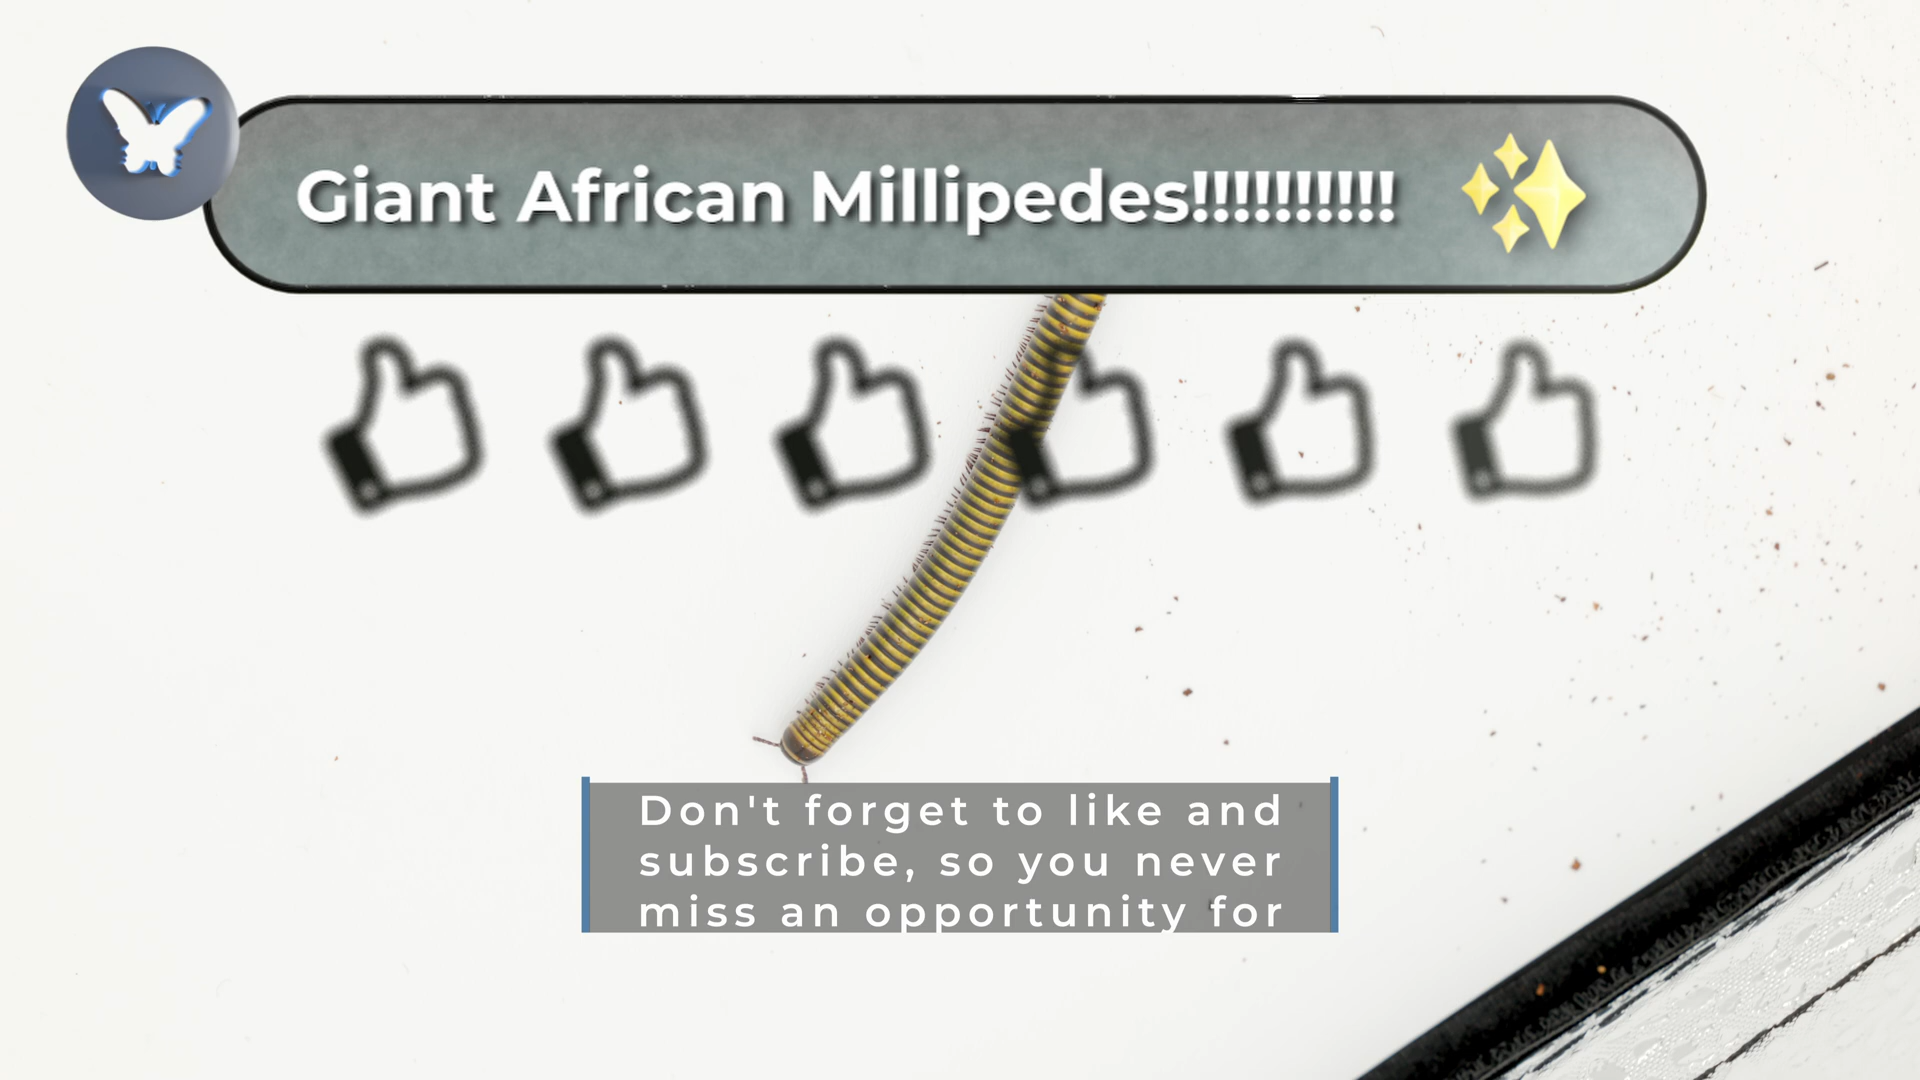 Giant African Millipedes!!!!!!!!!!
Don't forget to like and
subscribe, so you never
miss an opportunity for